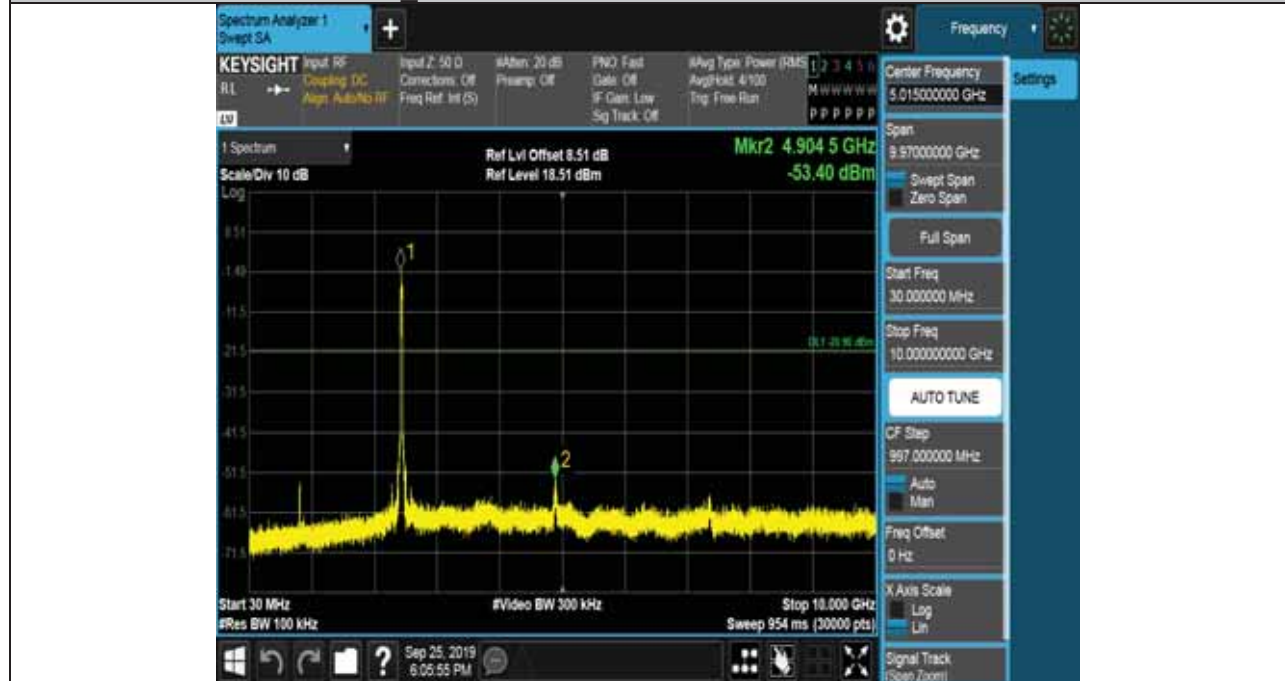 Spectrum Analyzer 1
Swept SA
Frequency
KEYSIGHT
RL
LV
Input: RF
Coupling: DC
Align: Auto/No RF
Input Z: 50 Ω
Corrections: Off
Freq Ref: Int (S)
#Atten: 20 dB
Preamp: Off
PNO: Fast
Gate: Off
IF Gain: Low
Sig Track: Off
#Avg Type: Power (RMS
Avg|Hold: 4/100
Trig: Free Run
1 2 3 4 5 6
M W W W W W
P P P P P P
1 Spectrum
Scale/Div 10 dB
Log
Ref Lvl Offset 8.51 dB
Ref Level 18.51 dBm
Mkr2 4.904 5 GHz
-53.40 dBm
8.51
-1.49
-11.5
-21.5
-31.5
-41.5
-51.5
-61.5
-71.5
1
2
Start 30 MHz
#Res BW 100 kHz
#Video BW 300 kHz
Stop 10.000 GHz
Sweep 954 ms (30000 pts)
Sep 25, 2019
6:05:55 PM
Center Frequency
5.015000000 GHz
Settings
Span
9.97000000 GHz
Swept Span
Zero Span
Full Span
Start Freq
30.000000 MHz
Stop Freq
10.000000000 GHz
AUTO TUNE
CF Step
997.000000 MHz
Auto
Man
Freq Offset
0 Hz
X Axis Scale
Log
Lin
Signal Track
(Span Zoom)